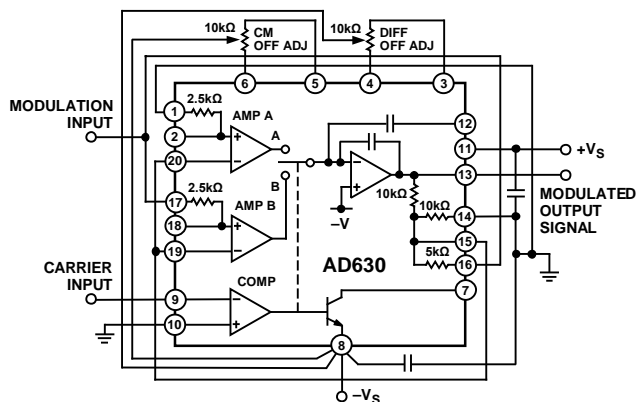 10kΩ
CM
OFF ADJ
10kΩ
DIFF
OFF ADJ
6
5
4
3
MODULATION
INPUT
1
2.5kΩ
AMP A
A
12
2
+
11
+VS
20
–
–
13
B
+
10kΩ
MODULATED
OUTPUT
SIGNAL
17
2.5kΩ
–V
10kΩ
14
18
+
AMP B
15
19
–
5kΩ
16
CARRIER
INPUT
COMP
AD630
7
9
–
10
+
8
–VS